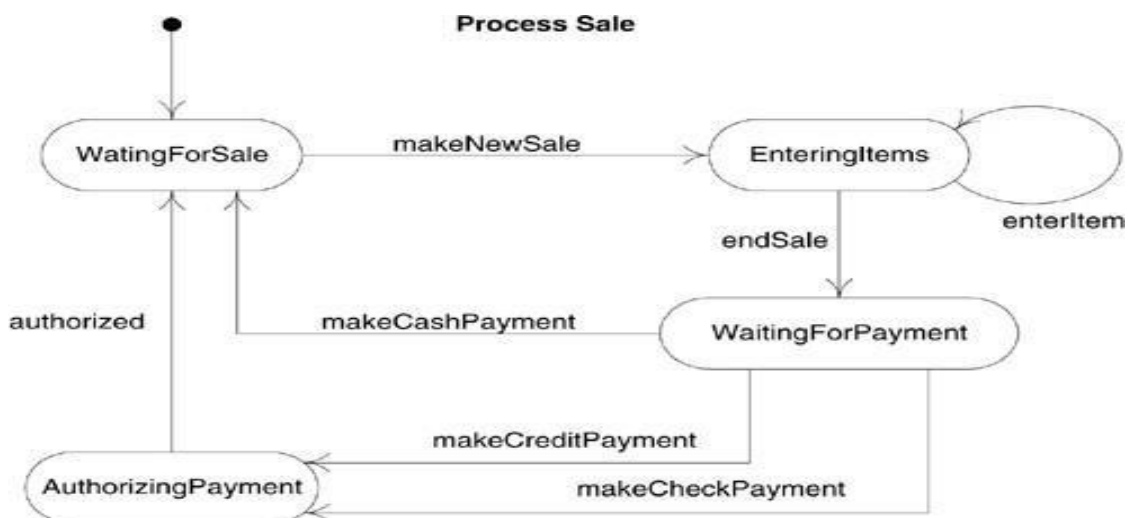 Process Sale
WatingForSale
makeNewSale
EnteringItems
enterItem
endSale
authorized
makeCashPayment
WaitingForPayment
makeCreditPayment
AuthorizingPayment
makeCheckPayment